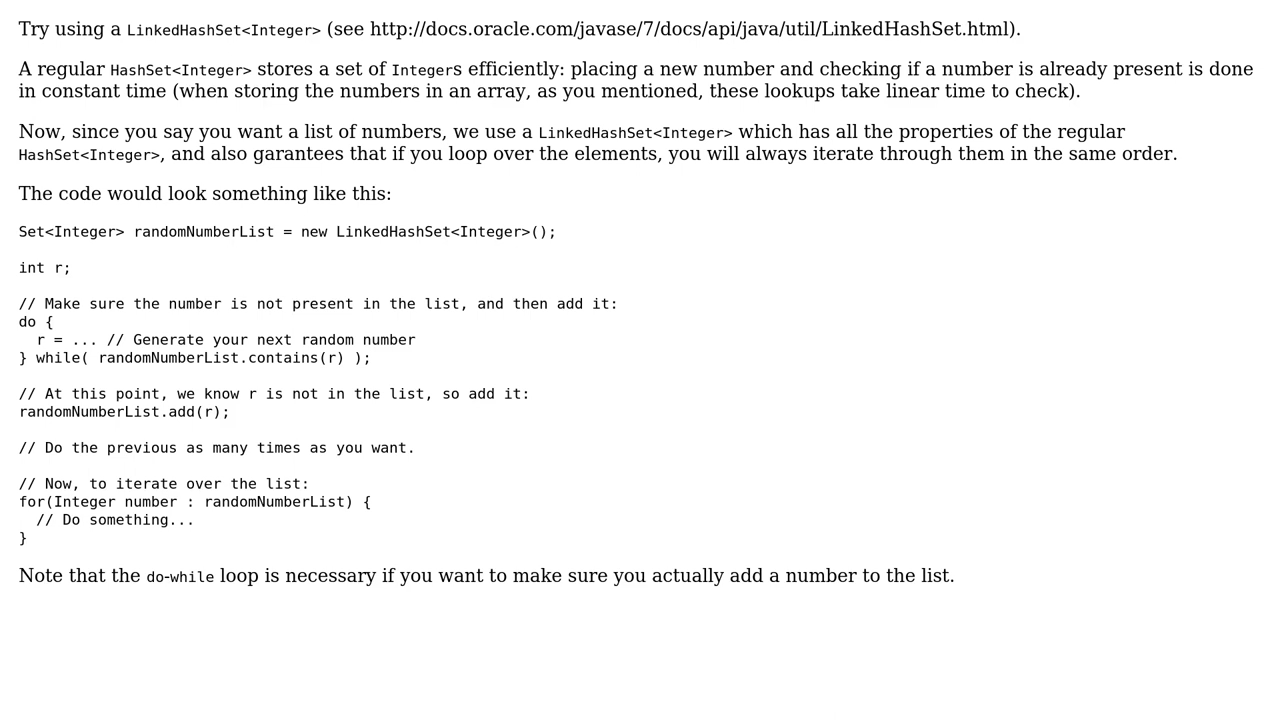 Try using a LinkedHashSet<Integer> (see http://docs.oracle.com/javase/7/docs/api/java/util/LinkedHashSet.html).
A regular HashSet<Integer> stores a set of Integers efficiently: placing a new number and checking if a number is already present is done
in constant time (when storing the numbers in an array, as you mentioned, these lookups take linear time to check).
Now, since you say you want a list of numbers, we use a LinkedHashSet<Integer> which has all the properties of the regular
HashSet<Integer>, and also garantees that if you loop over the elements, you will always iterate through them in the same order.
The code would look something like this:
Set<Integer> randomNumberList = new LinkedHashSet<Integer>();
int r;
// Make sure the number is not present in the list, and then add it:
do {
  r = ... // Generate your next random number
} while( randomNumberList.contains(r) );
// At this point, we know r is not in the list, so add it:
randomNumberList.add(r);
// Do the previous as many times as you want.
// Now, to iterate over the list:
for(Integer number : randomNumberList) {
  // Do something...
}
Note that the do-while loop is necessary if you want to make sure you actually add a number to the list.